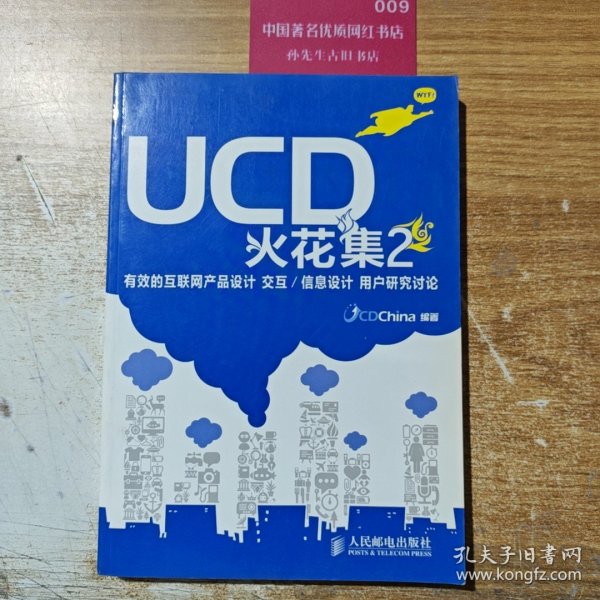 009
中国著名优质网红书店
孙先生古旧书店
WTF!
UCD
火花集2
有效的互联网产品设计 交互/信息设计 用户研究讨论
UCDChina 编著
人民邮电出版社
POSTS & TELECOM PRESS
孔夫子旧书网
www.kongfz.com